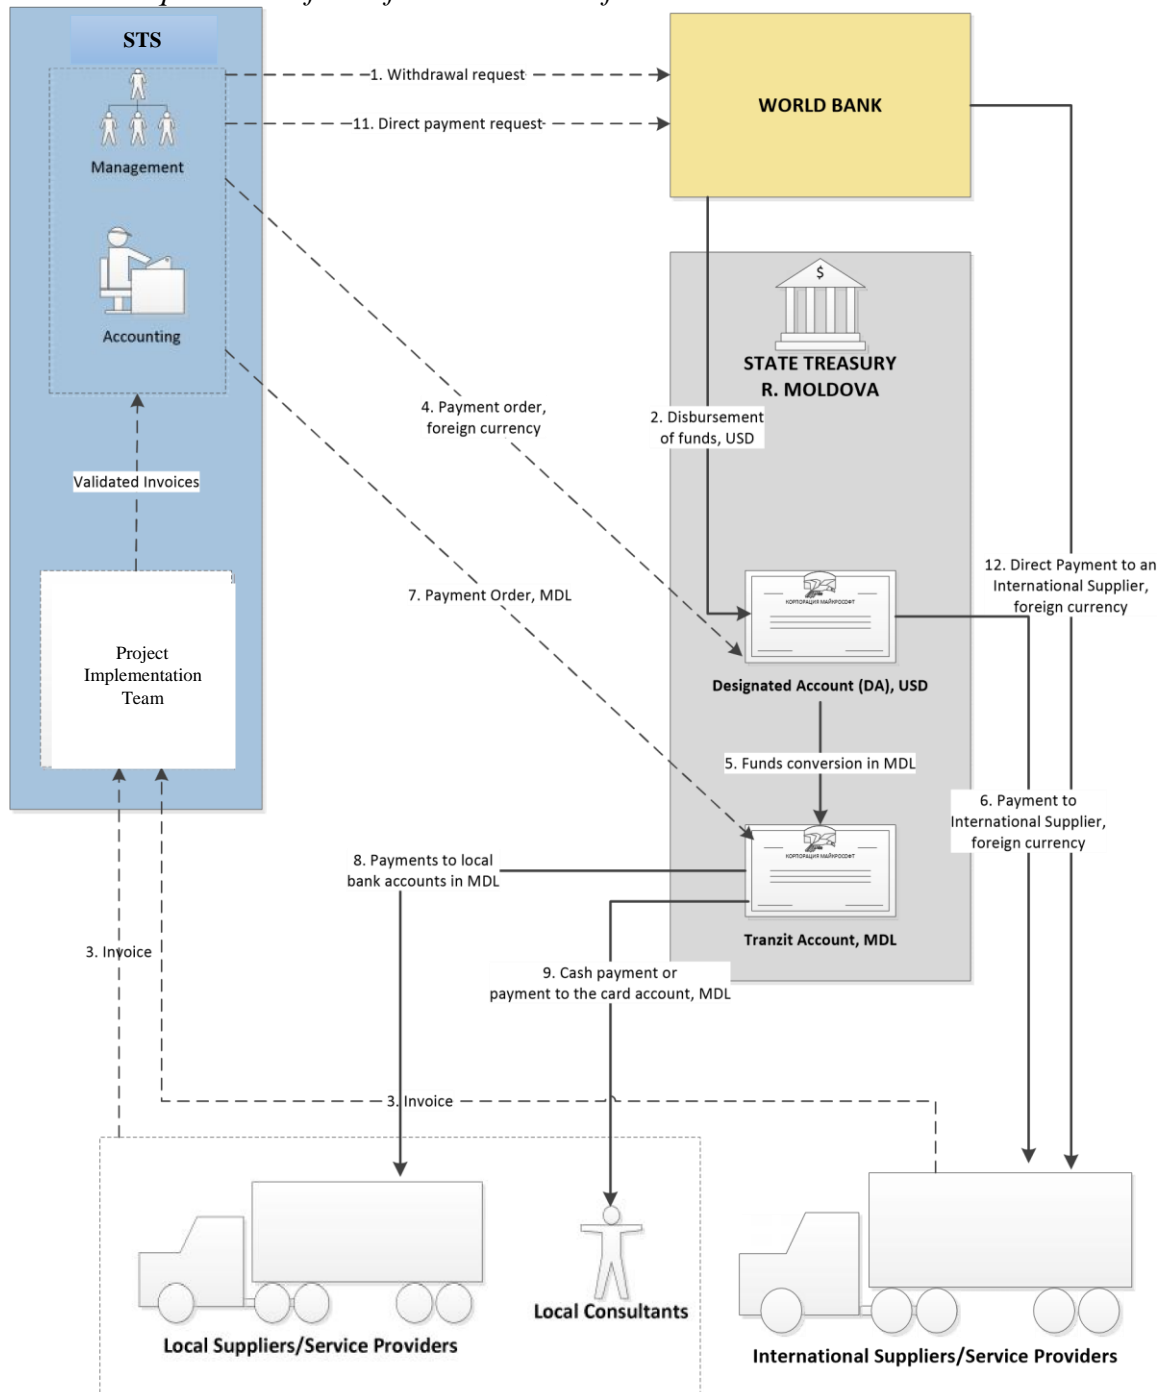 STS
Management
Accounting
Validated Invoices
Project
Implementation
Team
1. Withdrawal request
11. Direct payment request
WORLD BANK
$
STATE TREASURY
R. MOLDOVA
2. Disbursement
of funds, USD
4. Payment order,
foreign currency
7. Payment Order, MDL
КОРПОРАЦИЯ МАЙКРОСОФТ
Designated Account (DA), USD
12. Direct Payment to an
International Supplier,
foreign currency
5. Funds conversion in MDL
6. Payment to
International Supplier,
foreign currency
КОРПОРАЦИЯ МАЙКРОСОФТ
Tranzit Account, MDL
8. Payments to local
bank accounts in MDL
9. Cash payment or
payment to the card account, MDL
3. Invoice
3. Invoice
Local Suppliers/Service Providers
Local Consultants
International Suppliers/Service Providers